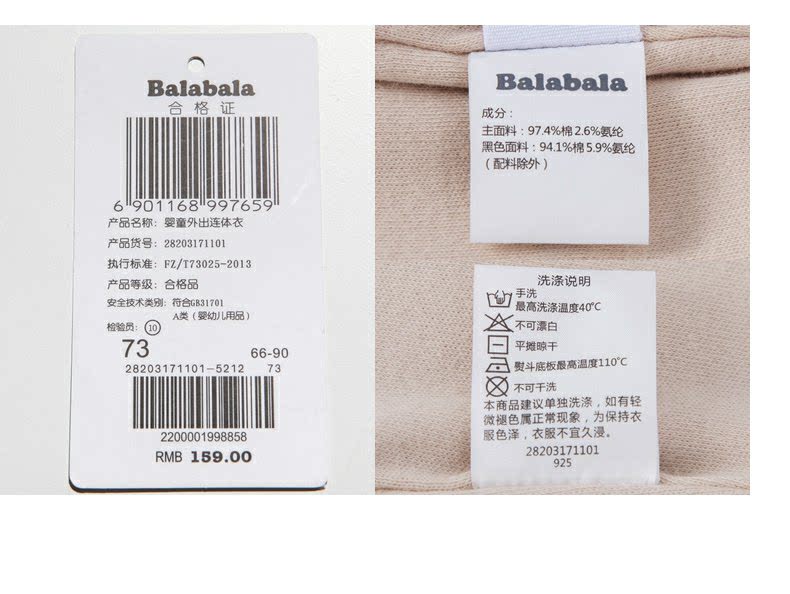 Balabala
合格证
6 901168 997659
产品名称: 婴童外出连体衣
产品货号: 28203171101
执行标准: FZ/T73025-2013
产品等级: 合格品
安全技术类别: 符合GB31701
A类（婴幼儿用品）
检验员: 10
73
66-90
28203171101-5212 73
2200001998858
RMB 159.00
Balabala
成分：
主面料：97.4%棉2.6%氨纶
黑色面料：94.1%棉5.9%氨纶
（配料除外）
洗涤说明
手洗
最高洗涤温度40℃
不可漂白
平摊晾干
熨斗底板最高温度110℃
不可干洗
本商品建议单独洗涤，如有轻
微褪色属正常现象，为保持衣
服色泽，衣服不宜久浸。
28203171101
925